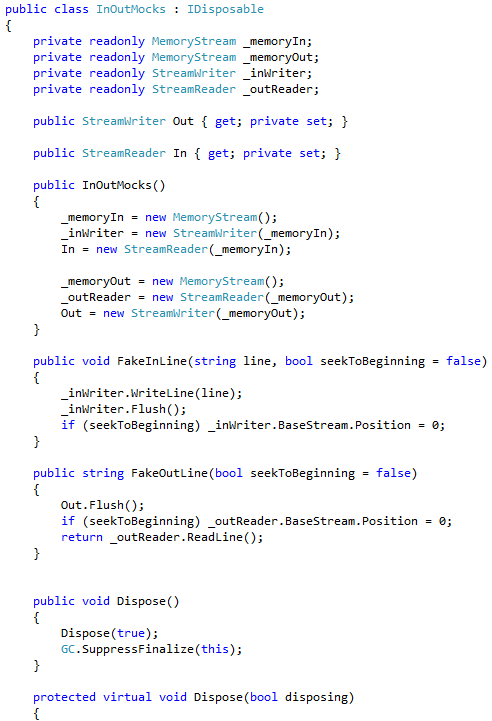 public class InOutMocks : IDisposable
{
    private readonly MemoryStream _memoryIn;
    private readonly MemoryStream _memoryOut;
    private readonly StreamWriter _inWriter;
    private readonly StreamReader _outReader;

    public StreamWriter Out { get; private set; }

    public StreamReader In { get; private set; }

    public InOutMocks()
    {
        _memoryIn = new MemoryStream();
        _inWriter = new StreamWriter(_memoryIn);
        In = new StreamReader(_memoryIn);

        _memoryOut = new MemoryStream();
        _outReader = new StreamReader(_memoryOut);
        Out = new StreamWriter(_memoryOut);
    }

    public void FakeInLine(string line, bool seekToBeginning = false)
    {
        _inWriter.WriteLine(line);
        _inWriter.Flush();
        if (seekToBeginning) _inWriter.BaseStream.Position = 0;
    }

    public string FakeOutLine(bool seekToBeginning = false)
    {
        Out.Flush();
        if (seekToBeginning) _outReader.BaseStream.Position = 0;
        return _outReader.ReadLine();
    }


    public void Dispose()
    {
        Dispose(true);
        GC.SuppressFinalize(this);
    }

    protected virtual void Dispose(bool disposing)
    {